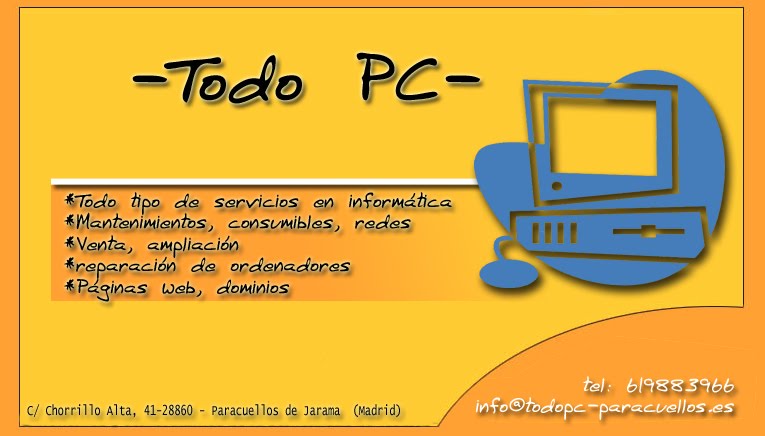 -Todo PC-
*Todo tipo de servicios en informática
*Mantenimientos, consumibles, redes
*Venta, ampliación
*reparación de ordenadores
*Páginas web, dominios
C/ Chorrillo Alta, 41-28860 - Paracuellos de Jarama (Madrid)
tel: 619883966
info@todopc-paracuellos.es